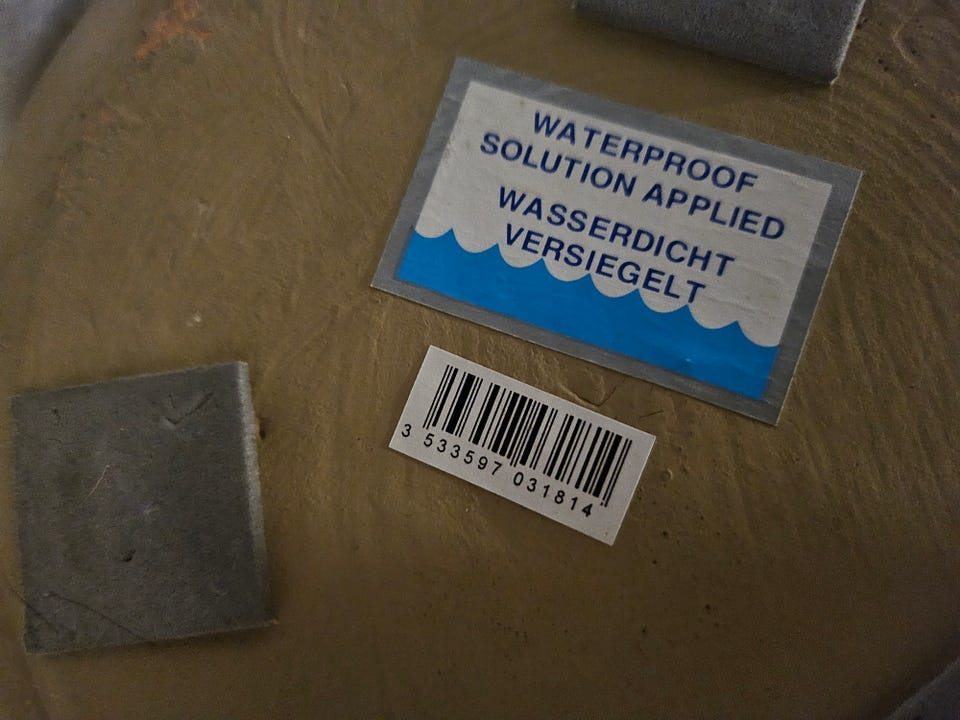 WATERPROOF
SOLUTION APPLIED
WASSERDICHT
VERSIEGELT
3 533597 031814